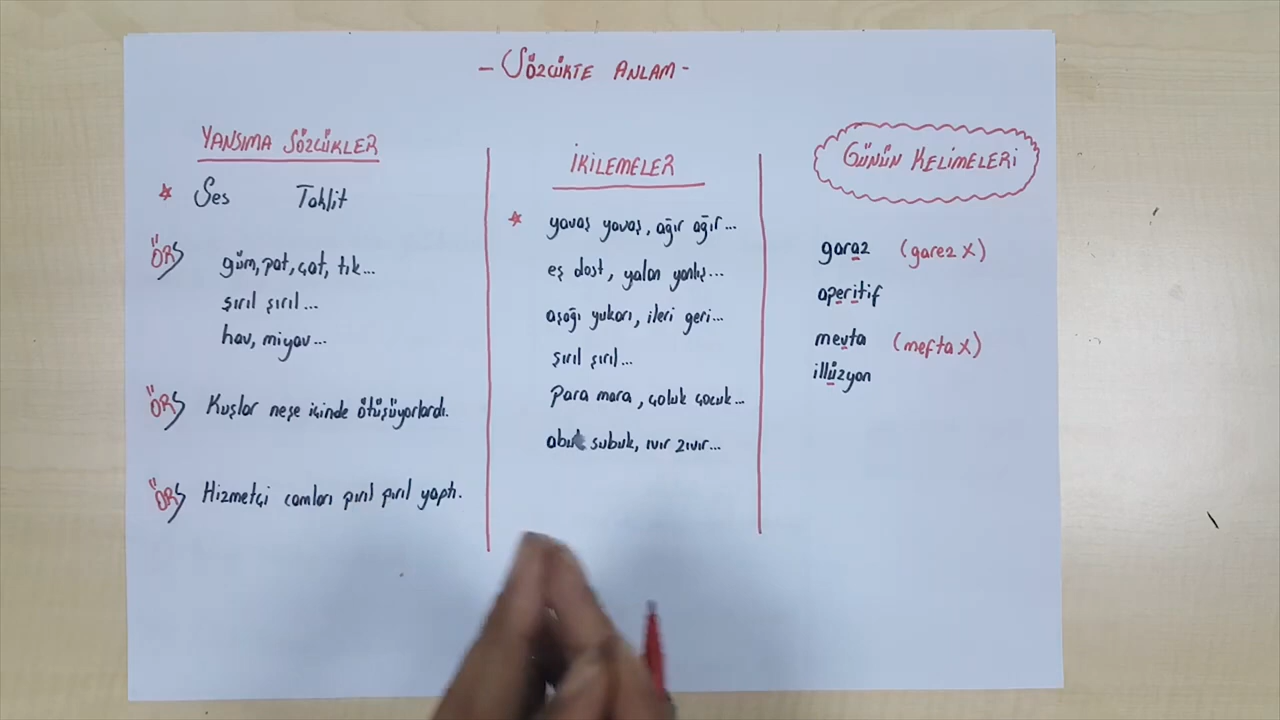 - SÖZCÜKTE ANLAM -
YANSIMA SÖZCÜKLER
* Ses Taklit
ÖRS güm, pat, çat, tık...
şırıl şırıl...
hav, miyav...
ÖRS Kuşlar neşe içinde ötüşüyorlardı.
ÖRS Hizmetçi camları pırıl pırıl yaptı.
İKİLEMELER
* yavaş yavaş, ağır ağır...
eş dost, yalan yanlış...
aşağı yukarı, ileri geri...
şırıl şırıl...
para mara, çoluk çocuk...
abuk subuk, ıvır zıvır...
GÜNÜN KELİMELERİ
garaz (garez X)
aperitif
mevta (mefta X)
illüzyon